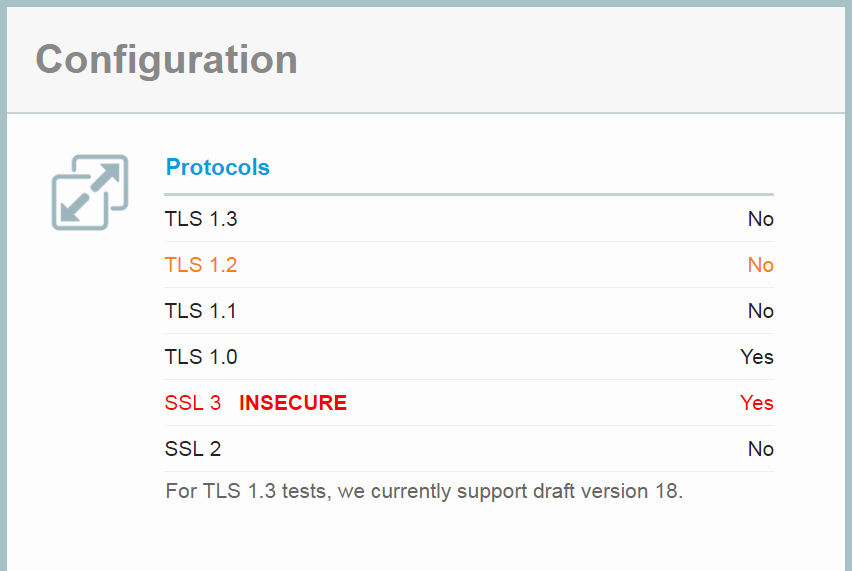 Configuration
Protocols
TLS 1.3 No
TLS 1.2 No
TLS 1.1 No
TLS 1.0 Yes
SSL 3 INSECURE Yes
SSL 2 No
For TLS 1.3 tests, we currently support draft version 18.